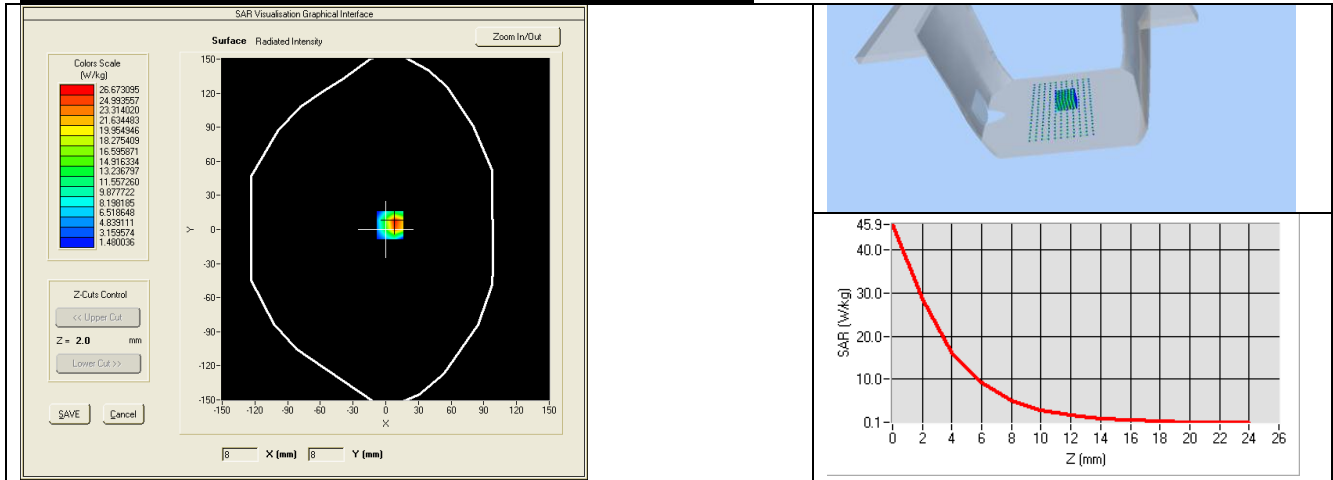 SAR Visualisation Graphical Interface
Surface Radiated Intensity
Zoom In/Out
Colors Scale
(W/kg)
26.673095
24.993557
23.314020
21.634483
19.954946
18.275409
16.595871
14.916334
13.236797
11.557260
9.877722
8.198185
6.518648
4.839111
3.159574
1.480036
Z-Cuts Control
<< Upper Cut
Z = 2.0 mm
Lower Cut >>
SAVE Cancel
150
120
90
60
30
0
-30
-60
-90
-120
-150
Y
-150 -120 -90 -60 -30 0 30 60 90 120 150
X
8 X (mm) 8 Y (mm)
45.9
40.0
30.0
20.0
10.0
0.1
SAR (W/kg)
0 2 4 6 8 10 12 14 16 18 20 22 24 26
Z (mm)